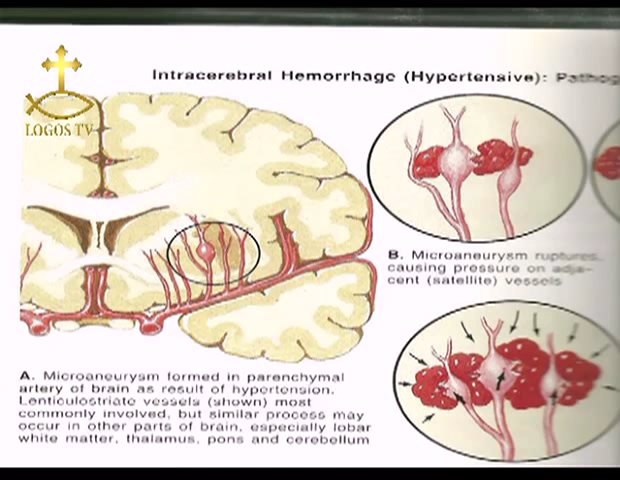 LOGOS TV
Intracerebral Hemorrhage (Hypertensive): Pathog
B. Microaneurysm ruptures,
causing pressure on adja-
cent (satellite) vessels
A. Microaneurysm formed in parenchymal
artery of brain as result of hypertension.
Lenticulostriate vessels (shown) most
commonly involved, but similar process may
occur in other parts of brain, especially lobar
white matter, thalamus, pons and cerebellum